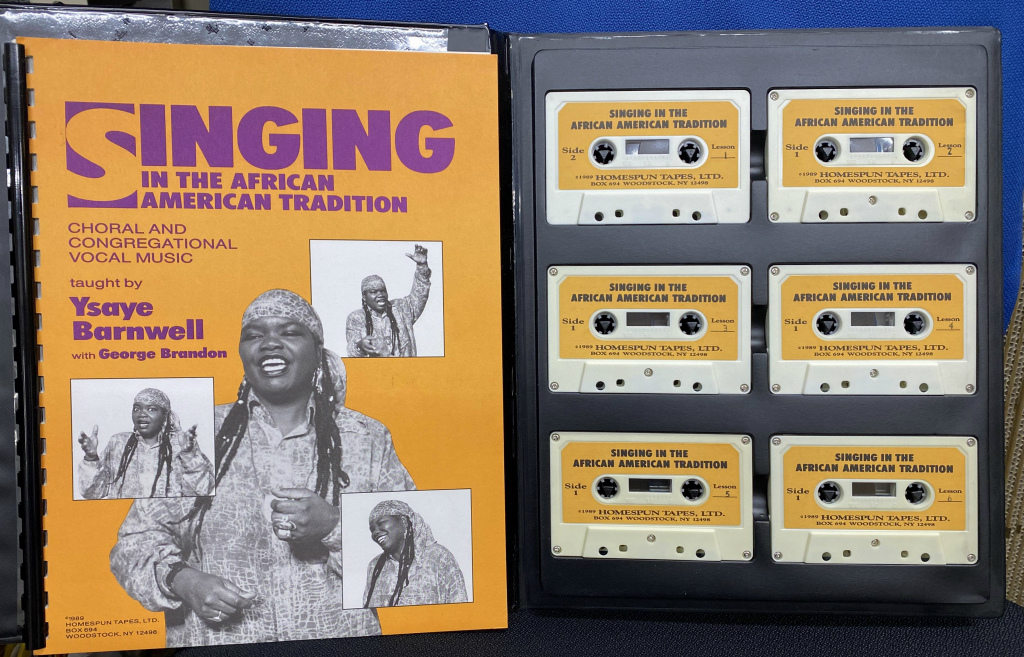 SINGING
IN THE AFRICAN
AMERICAN TRADITION
CHORAL AND
CONGREGATIONAL
VOCAL MUSIC
taught by
Ysaye
Barnwell
with George Brandon
©1989
HOMESPUN TAPES, LTD.
BOX 694
WOODSTOCK, NY 12498
SINGING IN THE
AFRICAN AMERICAN TRADITION
Side
2
Lesson
1
©1989 HOMESPUN TAPES, LTD.
BOX 694 WOODSTOCK, NY 12498
SINGING IN THE
AFRICAN AMERICAN TRADITION
Side
1
Lesson
2
©1989 HOMESPUN TAPES, LTD.
BOX 694 WOODSTOCK, NY 12498
SINGING IN THE
AFRICAN AMERICAN TRADITION
Side
1
Lesson
3
©1989 HOMESPUN TAPES, LTD.
BOX 694 WOODSTOCK, NY 12498
SINGING IN THE
AFRICAN AMERICAN TRADITION
Side
1
Lesson
4
©1989 HOMESPUN TAPES, LTD.
BOX 694 WOODSTOCK, NY 12498
SINGING IN THE
AFRICAN AMERICAN TRADITION
Side
1
Lesson
5
©1989 HOMESPUN TAPES, LTD.
BOX 694 WOODSTOCK, NY 12498
SINGING IN THE
AFRICAN AMERICAN TRADITION
Side
1
Lesson
6
©1989 HOMESPUN TAPES, LTD.
BOX 694 WOODSTOCK, NY 12498